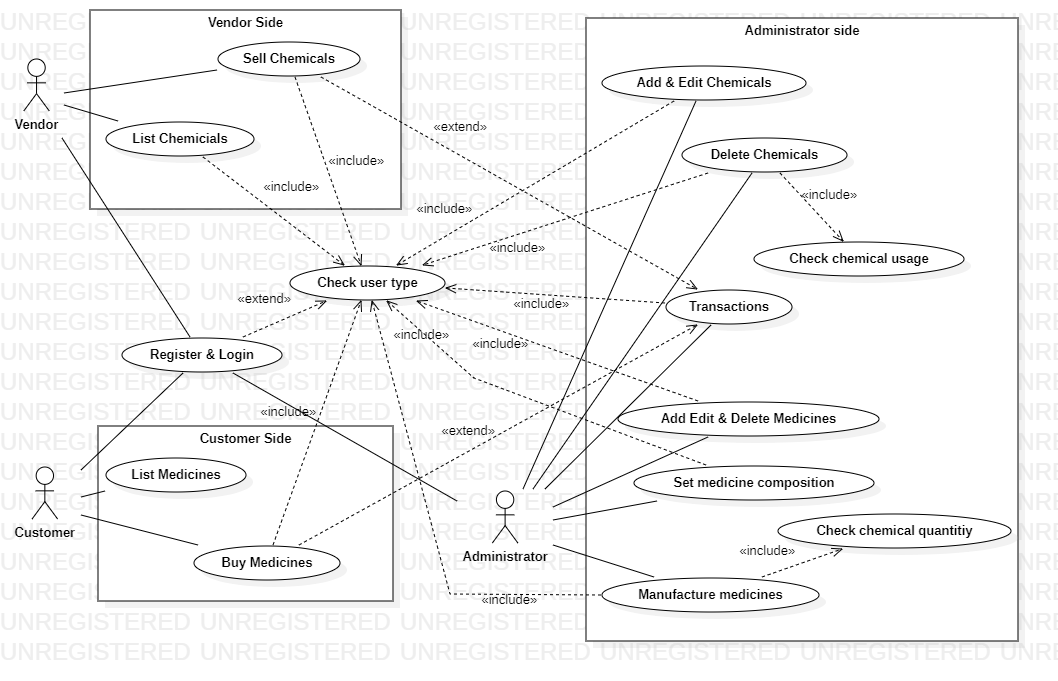 Vendor Side
Administrator side
Sell Chemicals
Add & Edit Chemicals
Vendor
«extend»
List Chemicials
Delete Chemicals
«include»
«include»
«include»
«include»
«include»
Check chemical usage
Check user type
«extend»
«include»
Transactions
«include»
«include»
Register & Login
«include»
Add Edit & Delete Medicines
«extend»
Customer Side
List Medicines
Set medicine composition
Customer
Check chemical quantitiy
Administrator
«include»
Buy Medicines
Manufacture medicines
«include»
UNREGISTERED